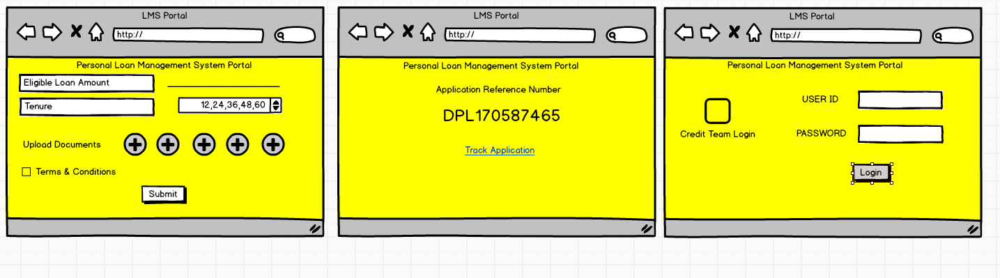 LMS Portal
http://
Personal Loan Management System Portal
Eligible Loan Amount
Tenure
12,24,36,48,60
Upload Documents
Terms & Conditions
Submit
LMS Portal
http://
Personal Loan Management System Portal
Application Reference Number
DPL170587465
Track Application
LMS Portal
http://
Personal Loan Management System Portal
USER ID
Credit Team Login
PASSWORD
Login